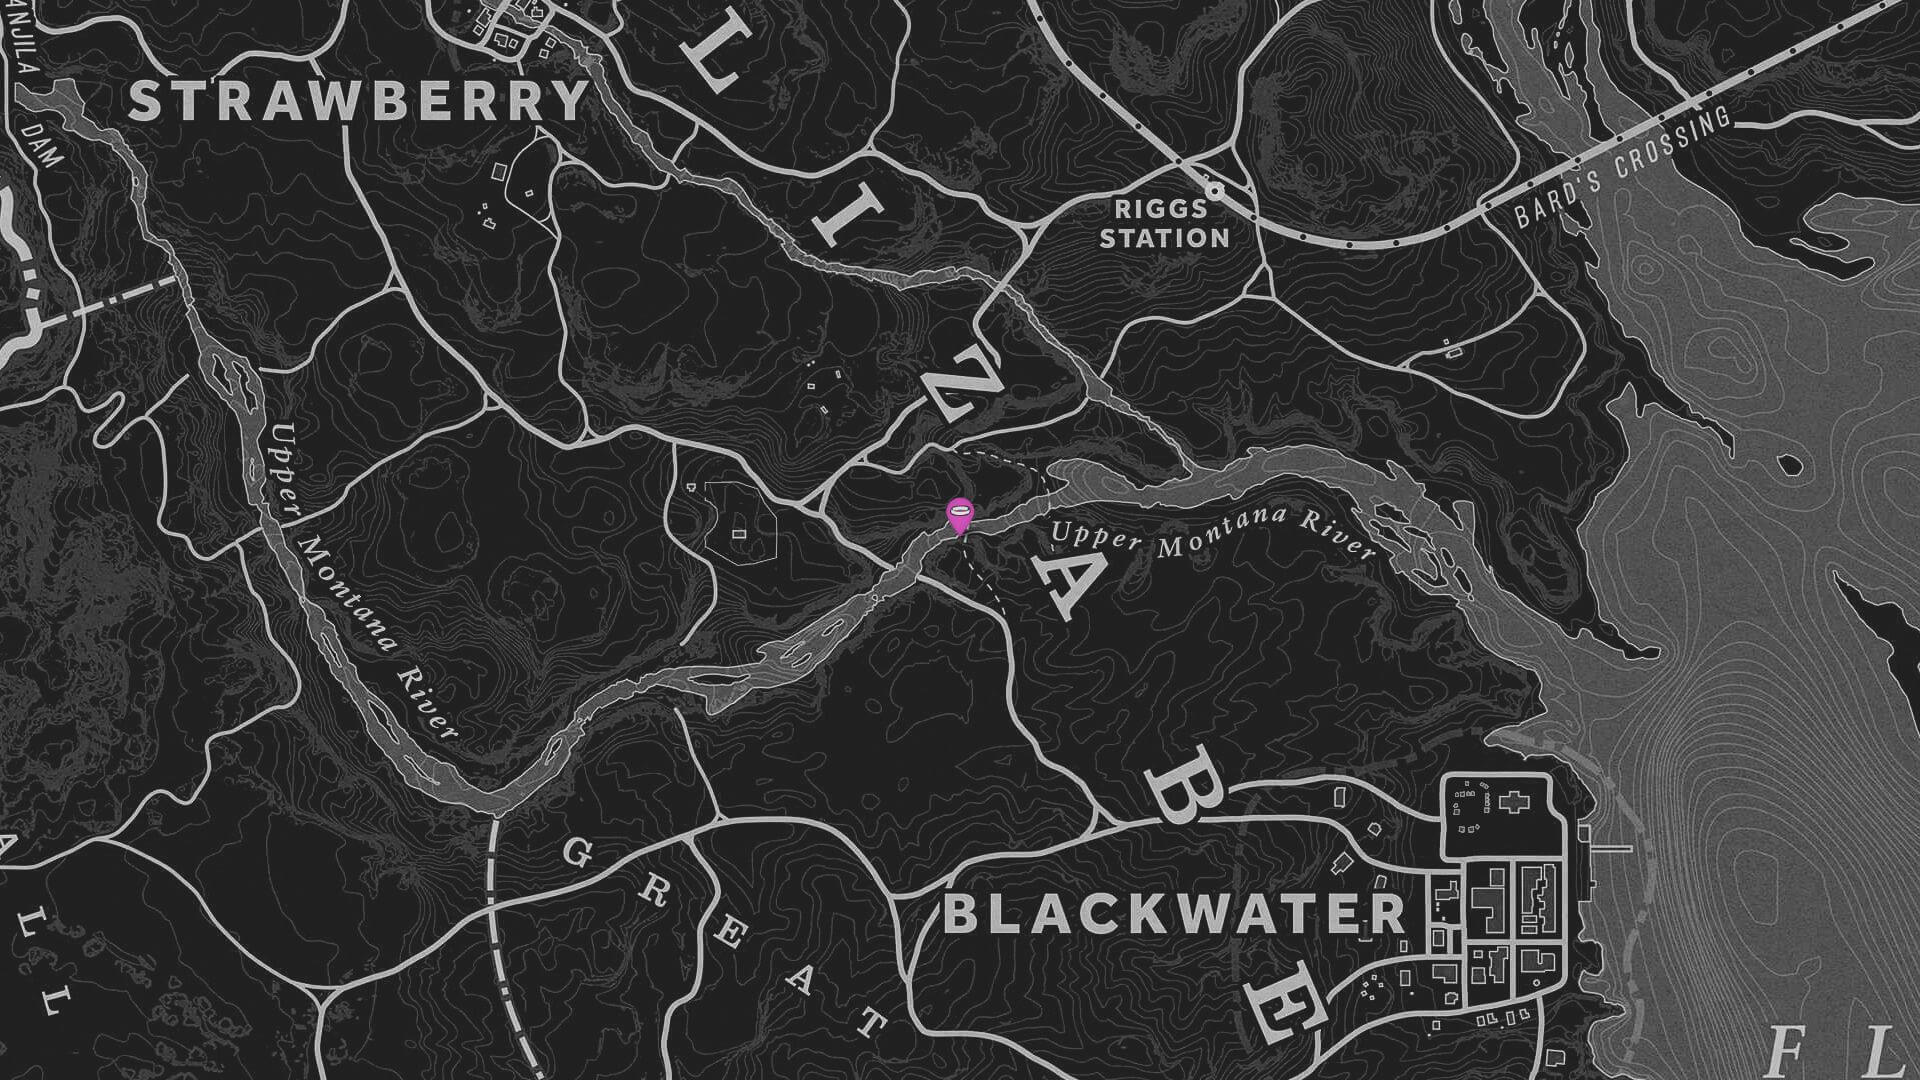 STRAWBERRY
DAM
L
I
Z
A
B
E
RIGGS
STATION
BARD'S CROSSING
Upper Montana River
Upper Montana River
G R E A T
BLACKWATER
L
L
F L